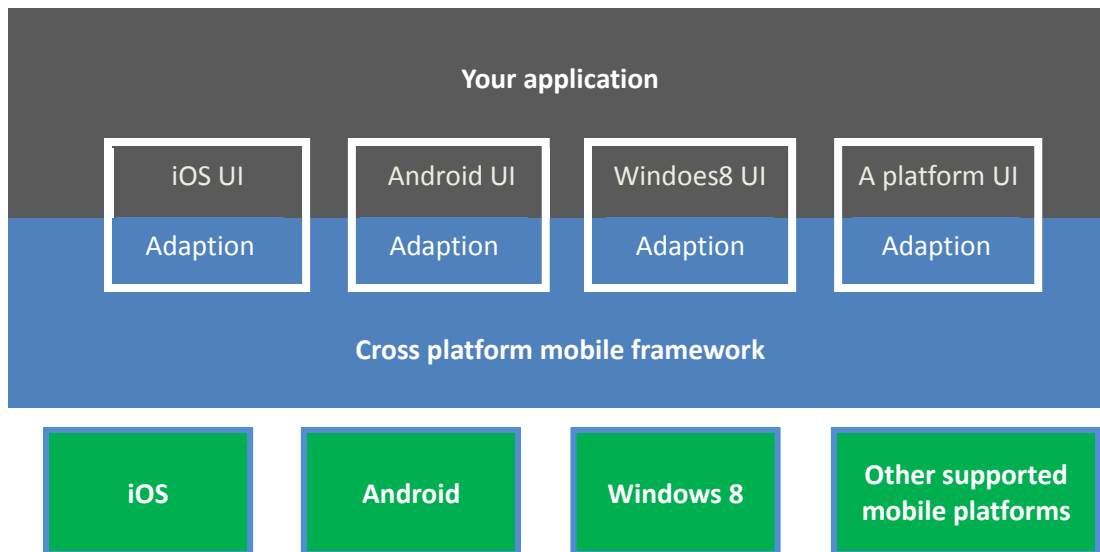 Your application
iOS UI
Android UI
Windoes8 UI
A platform UI
Adaption
Adaption
Adaption
Adaption
Cross platform mobile framework
iOS
Android
Windows 8
Other supported
mobile platforms